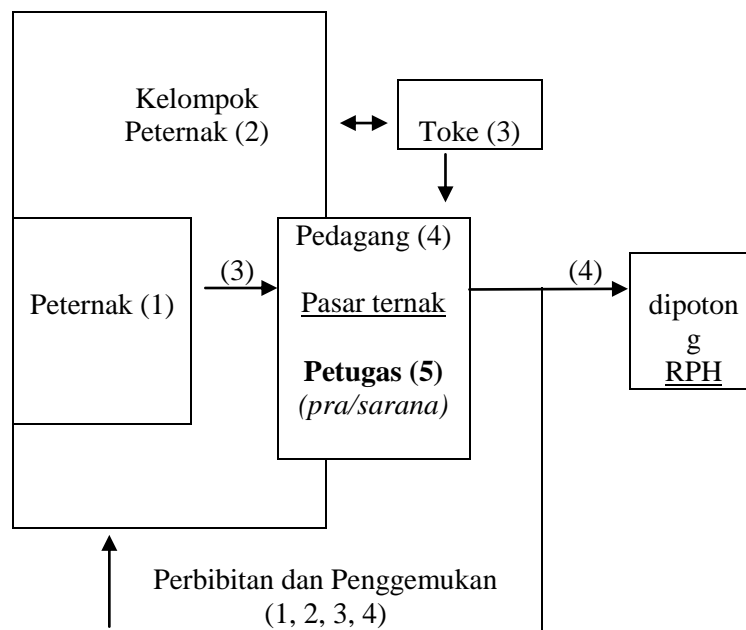 Kelompok
Peternak (2)
Toke (3)
Peternak (1)
(3)
Pedagang (4)
Pasar ternak
Petugas (5)
(pra/sarana)
(4)
dipoton
g
RPH
Perbibitan dan Penggemukan
(1, 2, 3, 4)